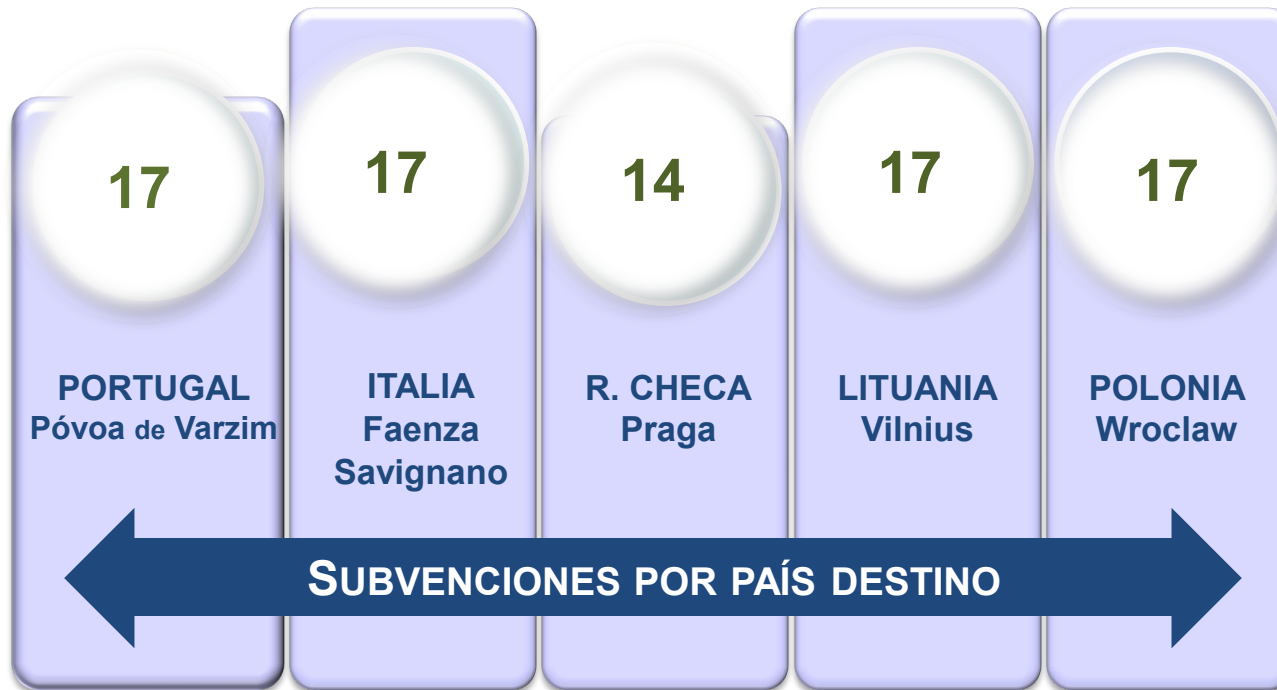 17
PORTUGAL
Póvoa de Varzim
17
ITALIA
Faenza
Savignano
14
R. CHECA
Praga
17
LITUANIA
Vilnius
17
POLONIA
Wroclaw
SUBVENCIONES POR PAÍS DESTINO